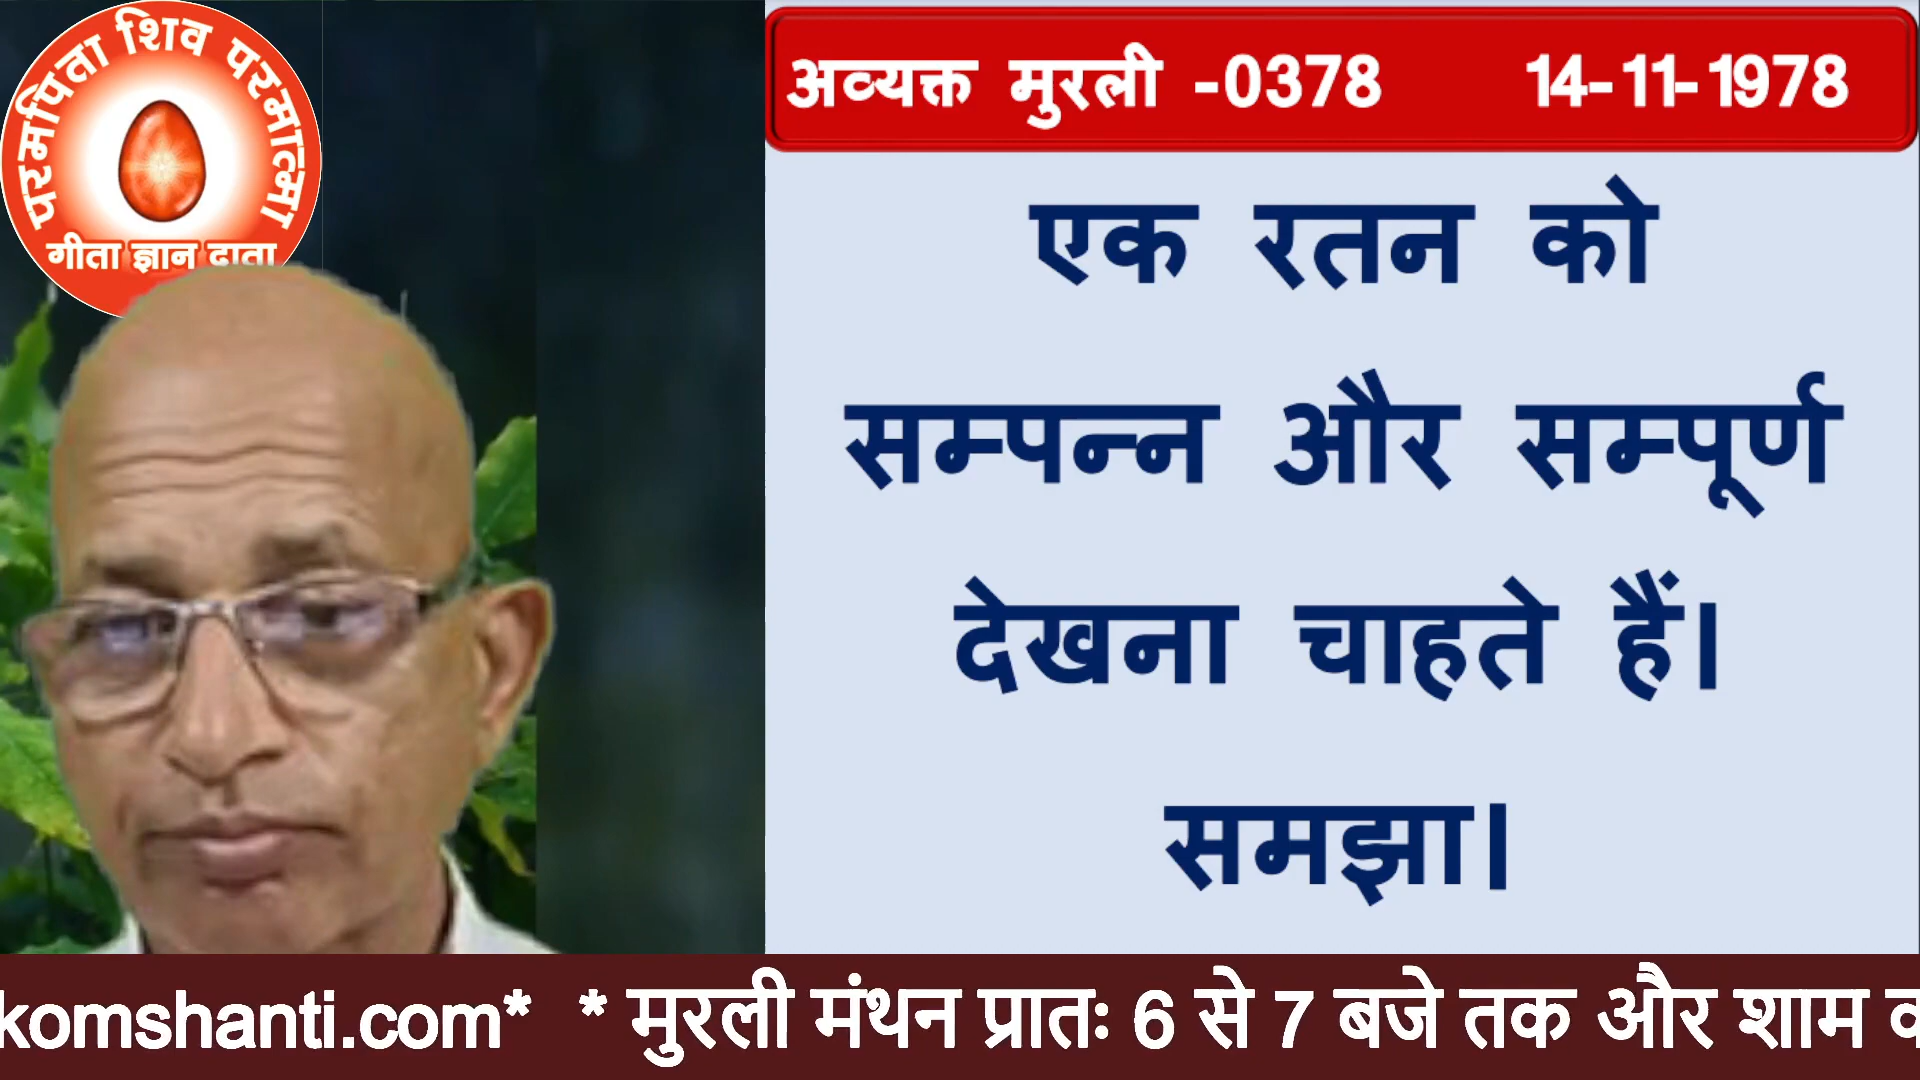 परमपिता शिव परमात्मा
गीता ज्ञान दाता
अव्यक्त मुरली -0378 14-11-1978
एक रतन को
सम्पन्न और सम्पूर्ण
देखना चाहते हैं।
समझा।
komshanti.com* * मुरली मंथन प्रातः 6 से 7 बजे तक और शाम